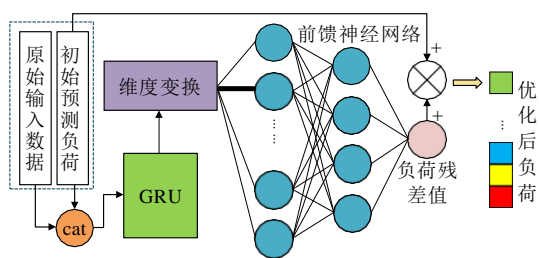 原始输入数据
初始预测负荷
cat
GRU
维度变换
前馈神经网络
......
......
+
+
负荷残
差值
优化后负荷
...